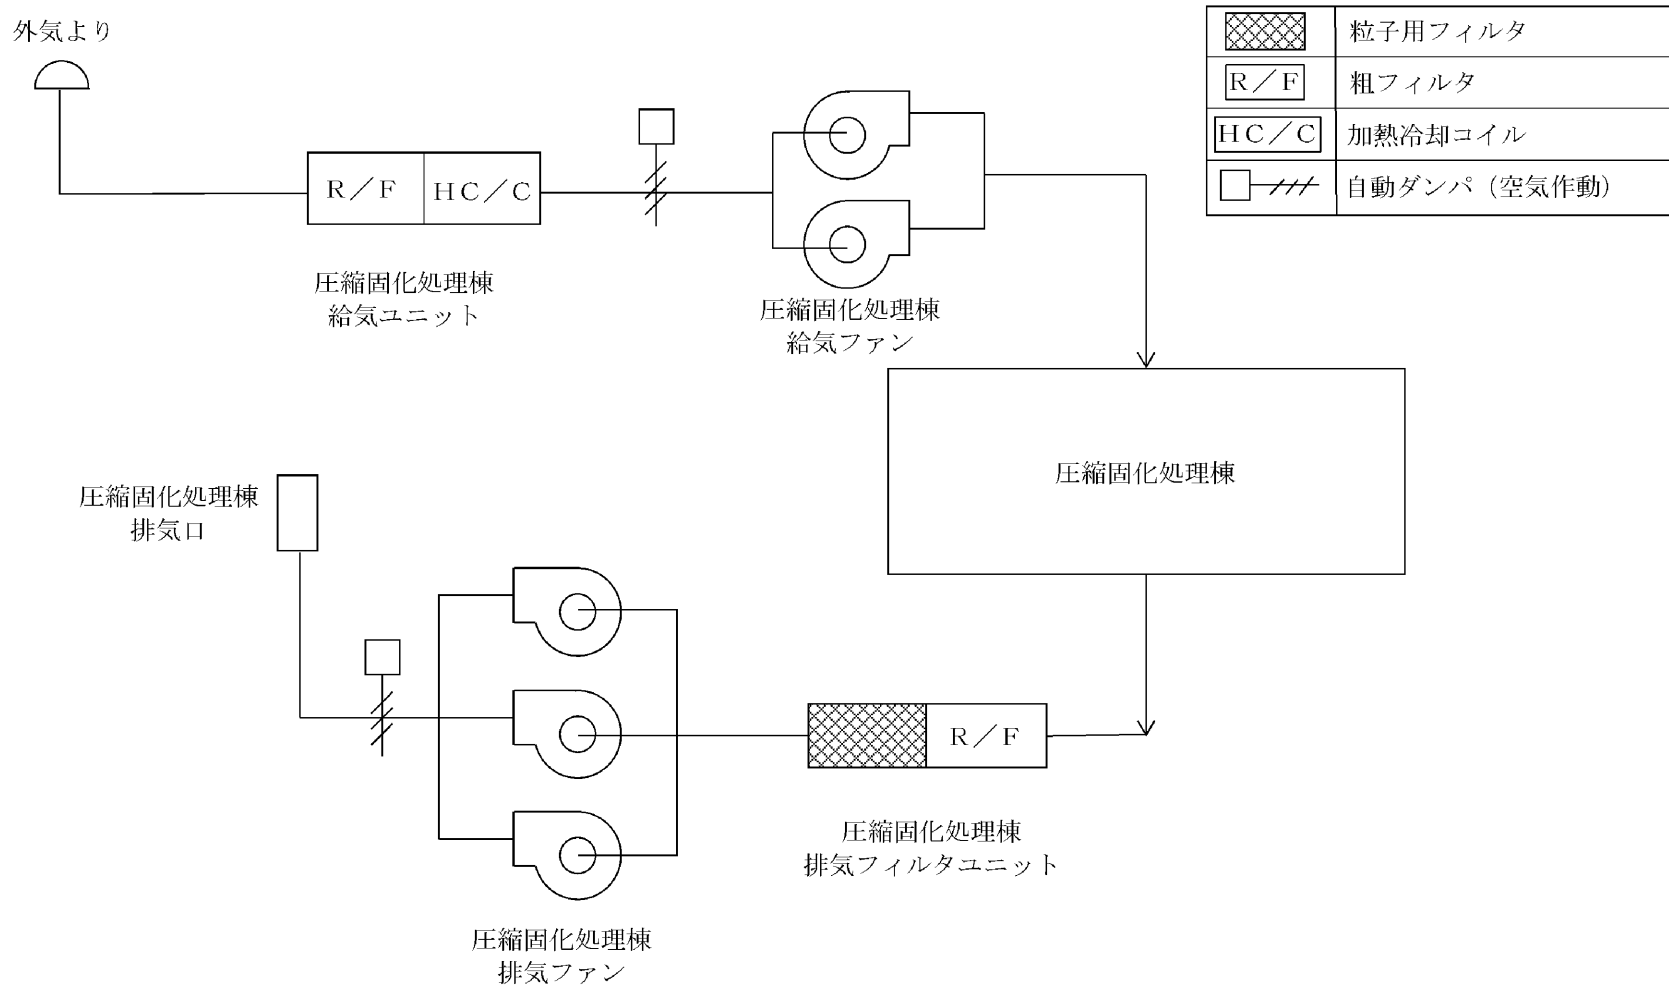 外気より
R／F
HC／C
圧縮固化処理棟
給気ユニット
圧縮固化処理棟
給気ファン
粒子用フィルタ
R／F
粗フィルタ
HC／C
加熱冷却コイル
自動ダンパ（空気作動）
圧縮固化処理棟
圧縮固化処理棟
排気口
R／F
圧縮固化処理棟
排気フィルタユニット
圧縮固化処理棟
排気ファン